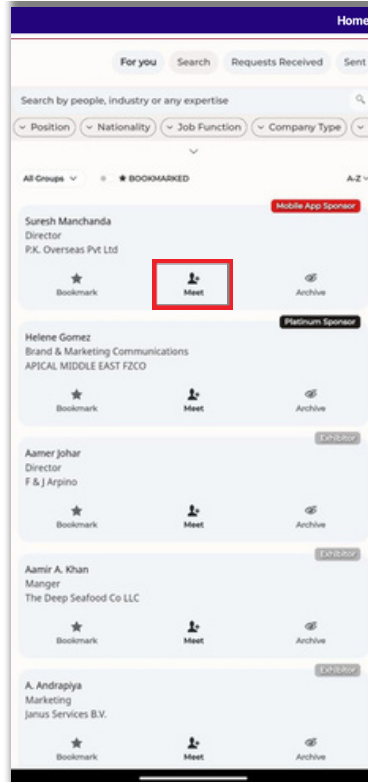 Home
For you Search Requests Received Sent
Search by people, industry or any expertise
Position Nationality Job Function Company Type
All Groups BOOKMARKED A-Z
Mobile App Sponsor
Suresh Manchanda
Director
P.K. Overseas Pvt Ltd
Bookmark Meet Archive
Platinum Sponsor
Helene Gomez
Brand & Marketing Communications
APICAL MIDDLE EAST FZCO
Bookmark Meet Archive
Exhibitor
Aamer Johar
Director
F & J Arpino
Bookmark Meet Archive
Exhibitor
Aamir A. Khan
Manger
The Deep Seafood Co LLC
Bookmark Meet Archive
Exhibitor
A. Andrapiya
Marketing
Janus Services B.V.
Bookmark Meet Archive